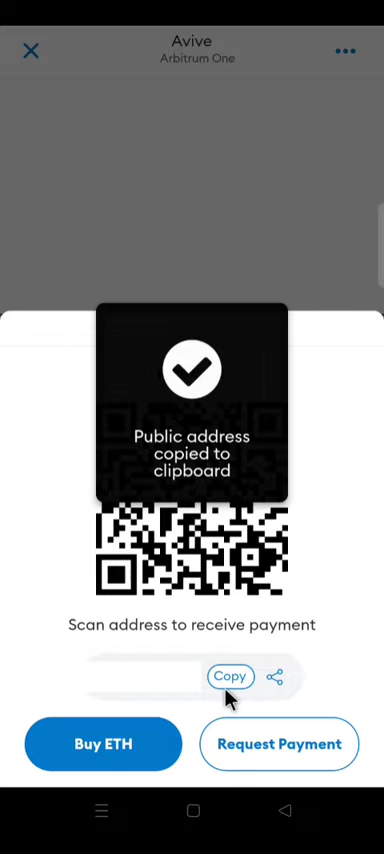 Avive
Arbitrum One
Public address
copied to
clipboard
Scan address to receive payment
Copy
Buy ETH
Request Payment